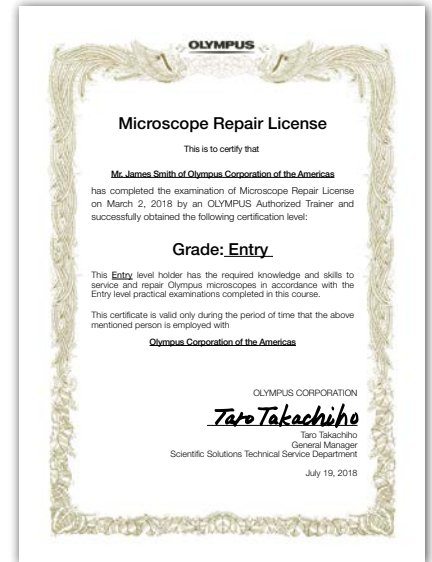 OLYMPUS
Microscope Repair License
This is to certify that
Mr. James Smith of Olympus Corporation of the Americas
has completed the examination of Microscope Repair License
on March 2, 2018 by an OLYMPUS Authorized Trainer and
successfully obtained the following certification level:
Grade: Entry
This Entry level holder has the required knowledge and skills to
service and repair Olympus microscopes in accordance with the
Entry level practical examinations completed in this course.
This certificate is valid only during the period of time that the above
mentioned person is employed with
Olympus Corporation of the Americas
OLYMPUS CORPORATION
Taro Takachiho
Taro Takachiho
General Manager
Scientific Solutions Technical Service Department
July 19, 2018